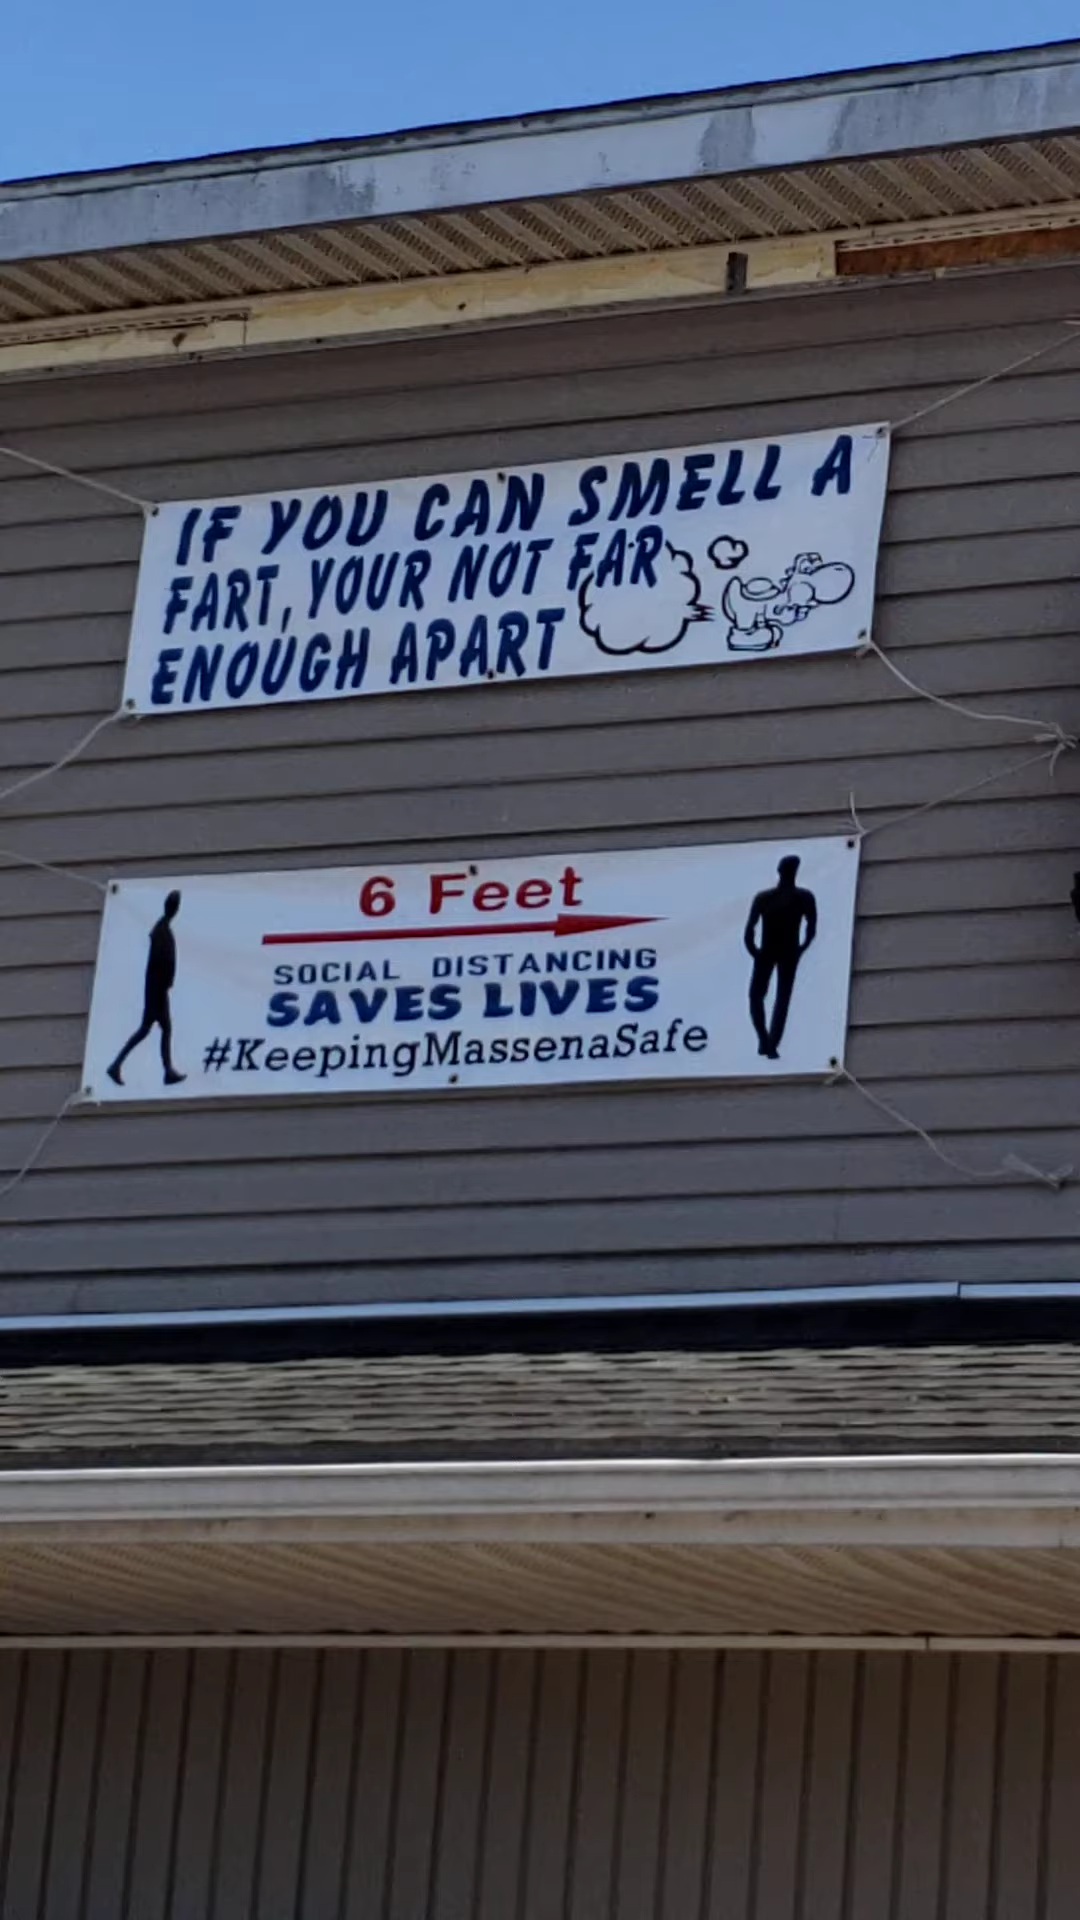 IF YOU CAN SMELL A
FART, YOUR NOT FAR
ENOUGH APART
6 Feet
SOCIAL DISTANCING
SAVES LIVES
#KeepingMassenaSafe